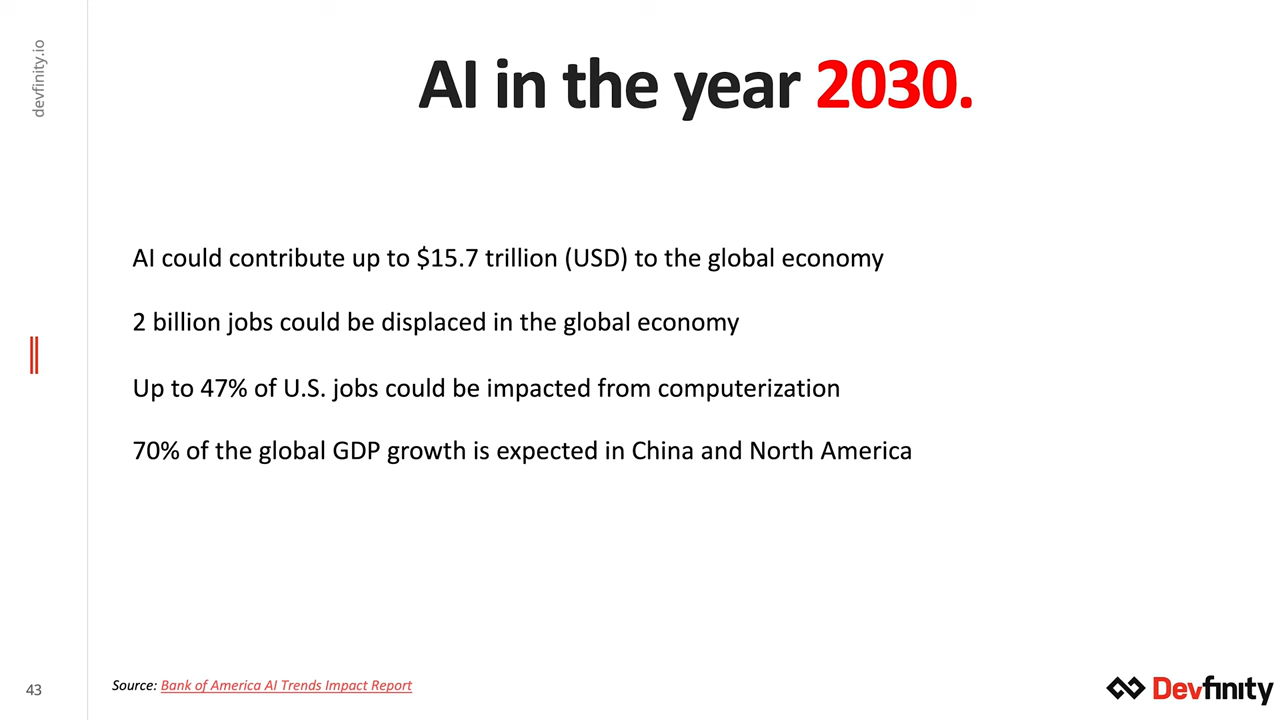 devfinity.io
AI in the year 2030.
AI could contribute up to $15.7 trillion (USD) to the global economy
2 billion jobs could be displaced in the global economy
Up to 47% of U.S. jobs could be impacted from computerization
70% of the global GDP growth is expected in China and North America
43
Source: Bank of America AI Trends Impact Report
Devfinity